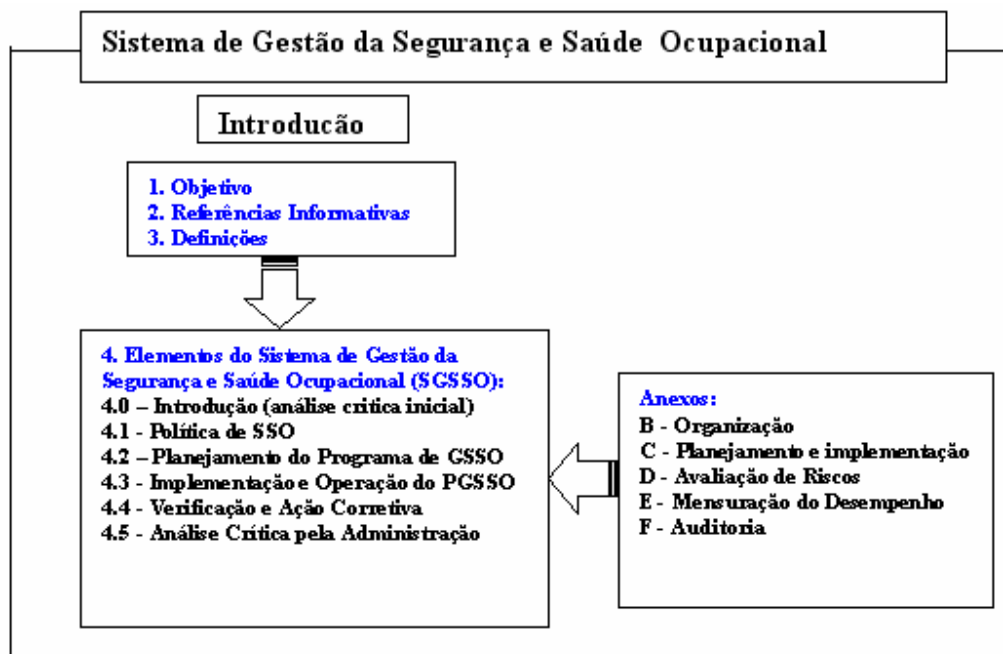 Sistema de Gestão da Segurança e Saúde Ocupacional
Introducão
1. Objetivo
2. Referências Informativas
3. Definições
4. Elementos do Sistema de Gestão da
Segurança e Saúde Ocupacional (SGSSO):
4.0 – Introdução (análise critica inicial)
4.1 - Política de SSO
4.2 – Planejamento do Programa de GSSO
4.3 - Implementação e Operação do PGSSO
4.4 - Verificação e Ação Corretiva
4.5 - Análise Crítica pela Administração
Anexos:
B - Organização
C - Planejamento e implementação
D - Avaliação de Riscos
E - Mensuração do Desempenho
F - Auditoria